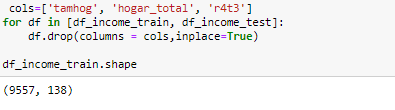 cols=['tamhog', 'hogar_total', 'r4t3']
for df in [df_income_train, df_income_test]:
    df.drop(columns = cols,inplace=True)
df_income_train.shape
(9557, 138)